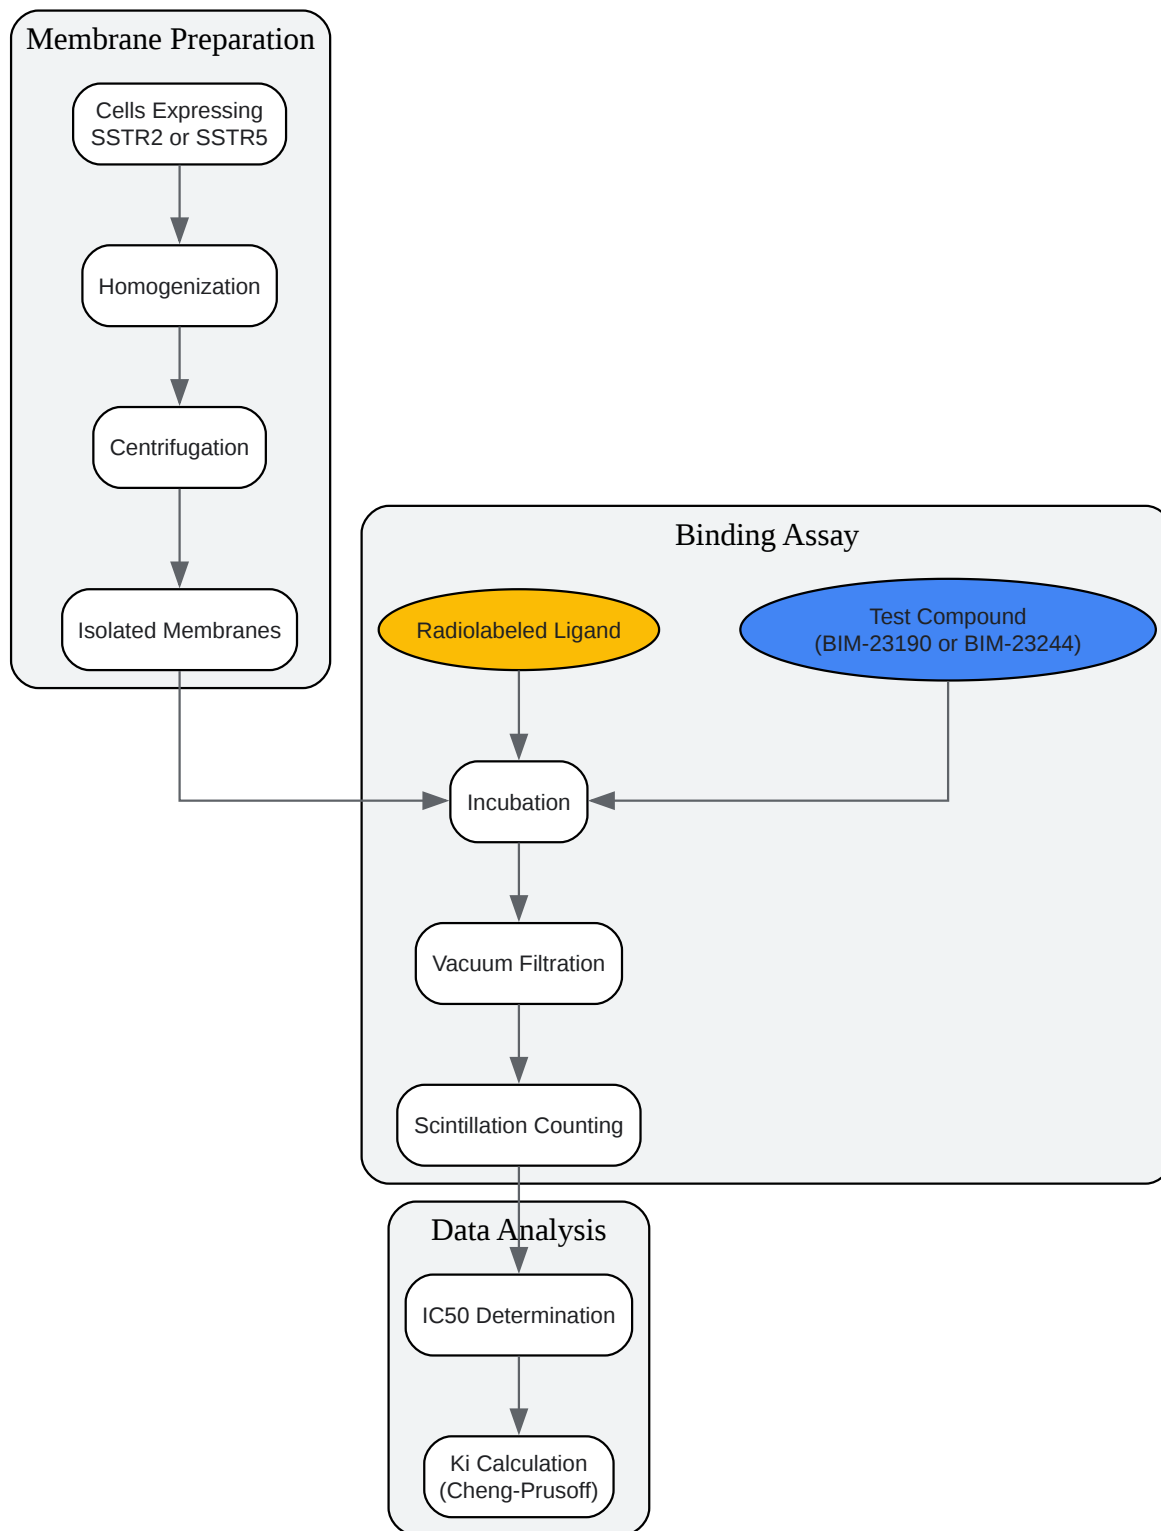 Membrane Preparation
Cells Expressing
SSTR2 or SSTR5
Homogenization
Centrifugation
Isolated Membranes
Binding Assay
Radiolabeled Ligand
Test Compound
(BIM-23190 or BIM-23244)
Incubation
Vacuum Filtration
Scintillation Counting
Data Analysis
IC50 Determination
Ki Calculation
(Cheng-Prusoff)